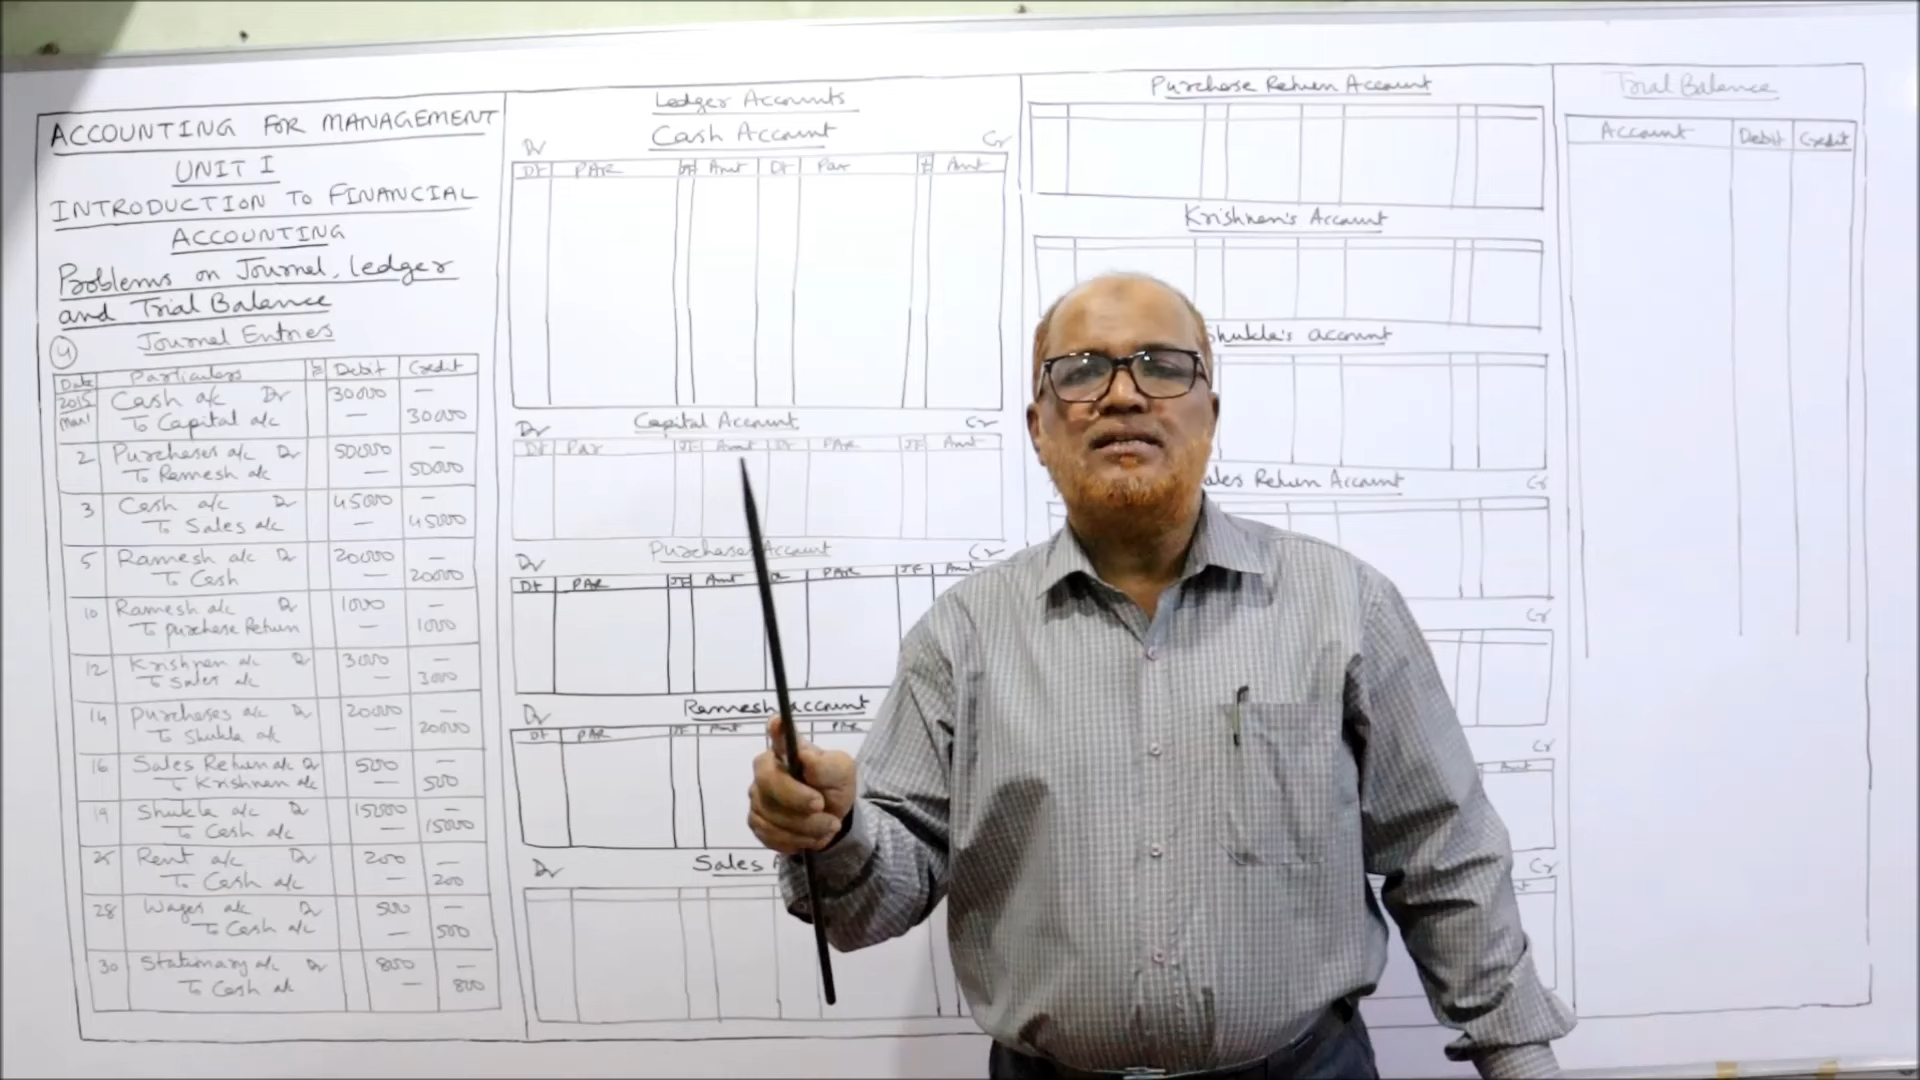 ACCOUNTING FOR MANAGEMENT
UNIT I
INTRODUCTION TO FINANCIAL
ACCOUNTING
Problems on Journal, ledger
and Trial Balance
4 Journal Entries
Date Particulars Debit Credit
2015 Cash a/c Dr 30000 —
Mar 1 To Capital a/c — 30000
2 Purchases a/c Dr 50000 —
To Ramesh a/c — 50000
3 Cash a/c Dr 45000 —
To Sales a/c — 45000
5 Ramesh a/c Dr 20000 —
To Cash — 20000
10 Ramesh a/c Dr 1000 —
To purchase Return — 1000
12 Krishnan a/c Dr 3000 —
To Sales a/c — 3000
14 purchases a/c Dr 20000 —
To Shukla a/c — 20000
16 Sales Return a/c Dr 500 —
To Krishnan a/c — 500
19 Shukla a/c Dr 15000 —
To Cash a/c — 15000
25 Rent a/c Dr 200 —
To Cash a/c — 200
28 Wages a/c Dr 500 —
To Cash a/c — 500
30 Stationary a/c Dr 800 —
To Cash a/c — 800
Ledger Accounts
Dr Cash Account Cr
Dt PAR JF Amt Dt Par Amt
Dr Capital Account Cr
Dt Par JF Amt Dt PAR JF Amt
Dr Purchases Account Cr
Dt PAR JF Amt PAR JF Amt
Dr Ramesh account
Dt PAR JF Amt PAR
Dr Sales
Purchase Return Account
Krishnan's Account
Shukla's account
ales Return Account Cr
Cr
Cr
Amt
Cr
Trial Balance
Account Debit Credit